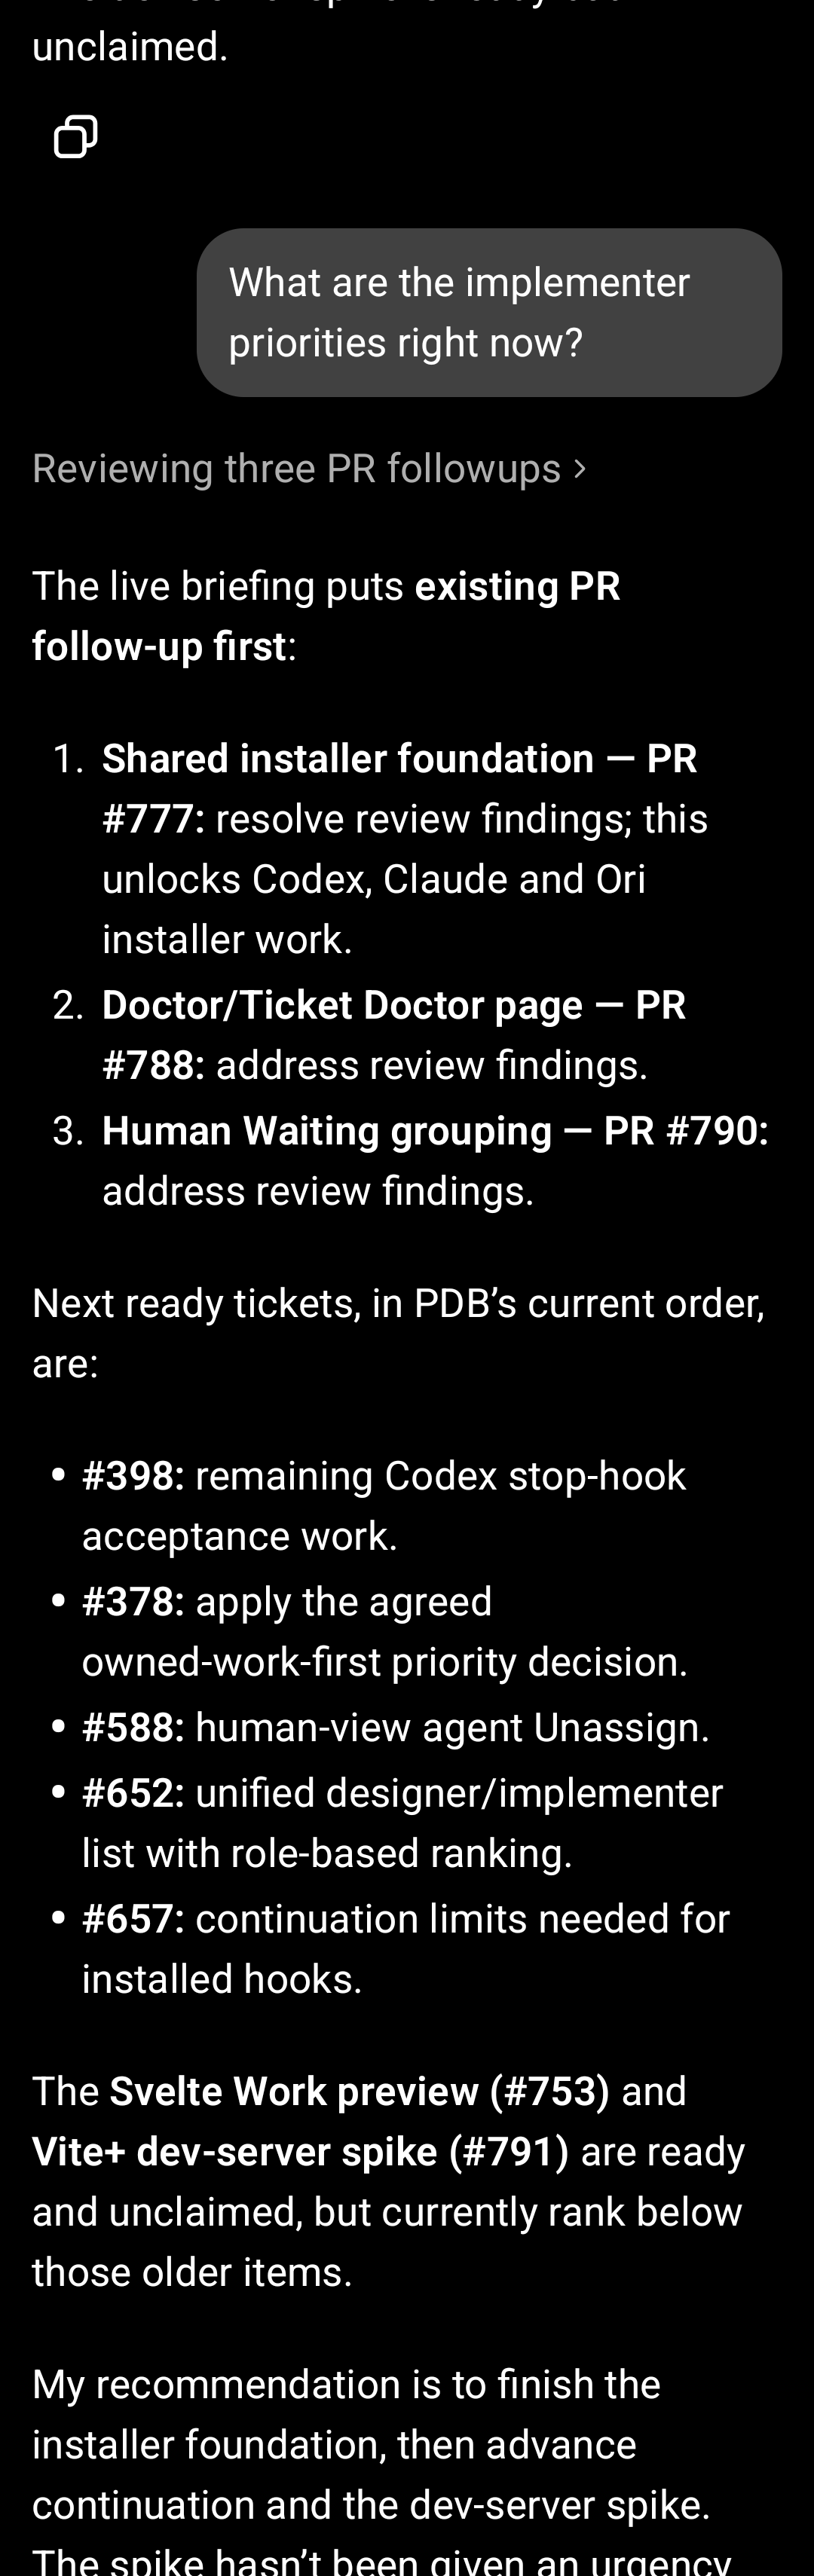 unclaimed.
What are the implementer
priorities right now?
Reviewing three PR followups >
The live briefing puts existing PR
follow-up first:
1. Shared installer foundation — PR
#777: resolve review findings; this
unlocks Codex, Claude and Ori
installer work.
2. Doctor/Ticket Doctor page — PR
#788: address review findings.
3. Human Waiting grouping — PR #790:
address review findings.
Next ready tickets, in PDB’s current order,
are:
• #398: remaining Codex stop-hook
acceptance work.
• #378: apply the agreed
owned-work-first priority decision.
• #588: human-view agent Unassign.
• #652: unified designer/implementer
list with role-based ranking.
• #657: continuation limits needed for
installed hooks.
The Svelte Work preview (#753) and
Vite+ dev-server spike (#791) are ready
and unclaimed, but currently rank below
those older items.
My recommendation is to finish the
installer foundation, then advance
continuation and the dev-server spike.
The spike hasn’t been given an urgency